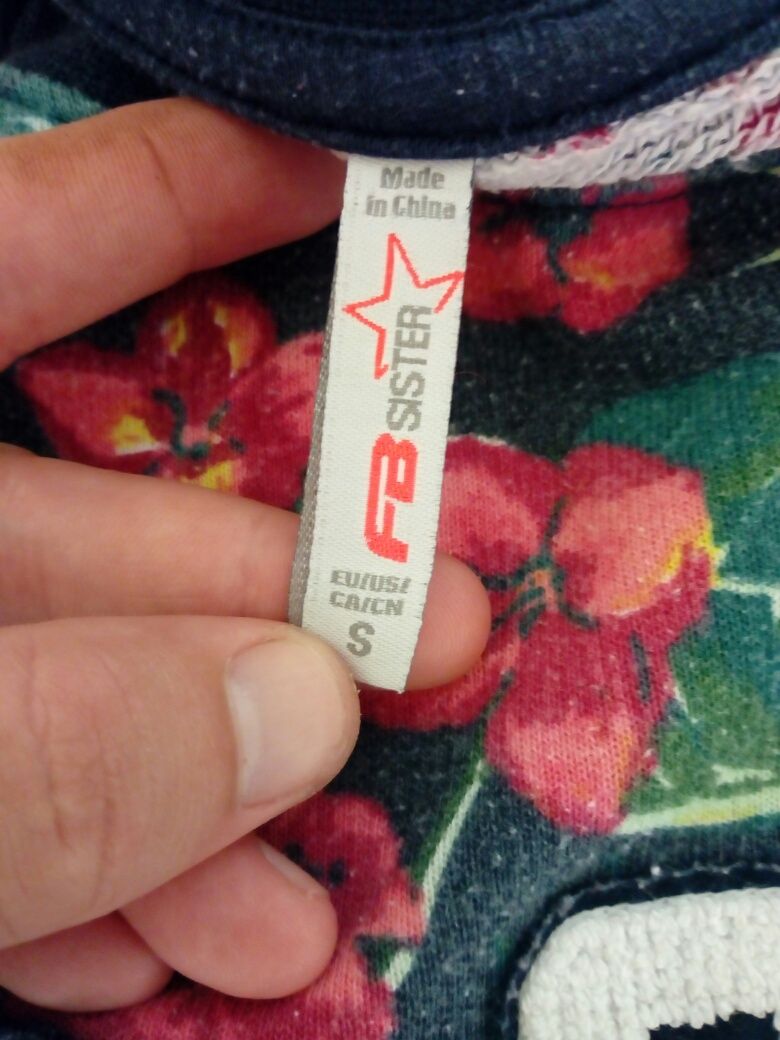 Made
in China
FB SISTER
EU/US/
CA/CN
S